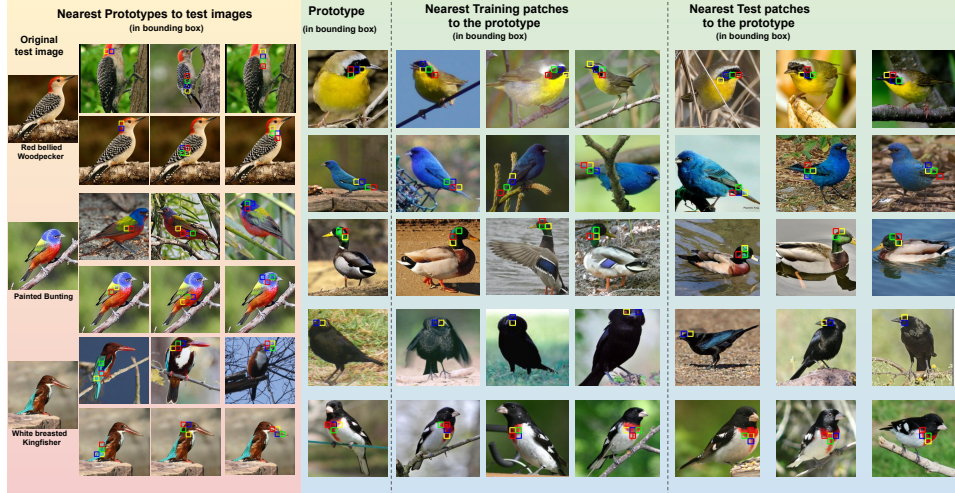 Nearest Prototypes to test images
(in bounding box)
Original
test image
Red bellied
Woodpecker
Painted Bunting
White breasted
Kingfisher
Prototype
(in bounding box)
Nearest Training patches
to the prototype
(in bounding box)
Nearest Test patches
to the prototype
(in bounding box)